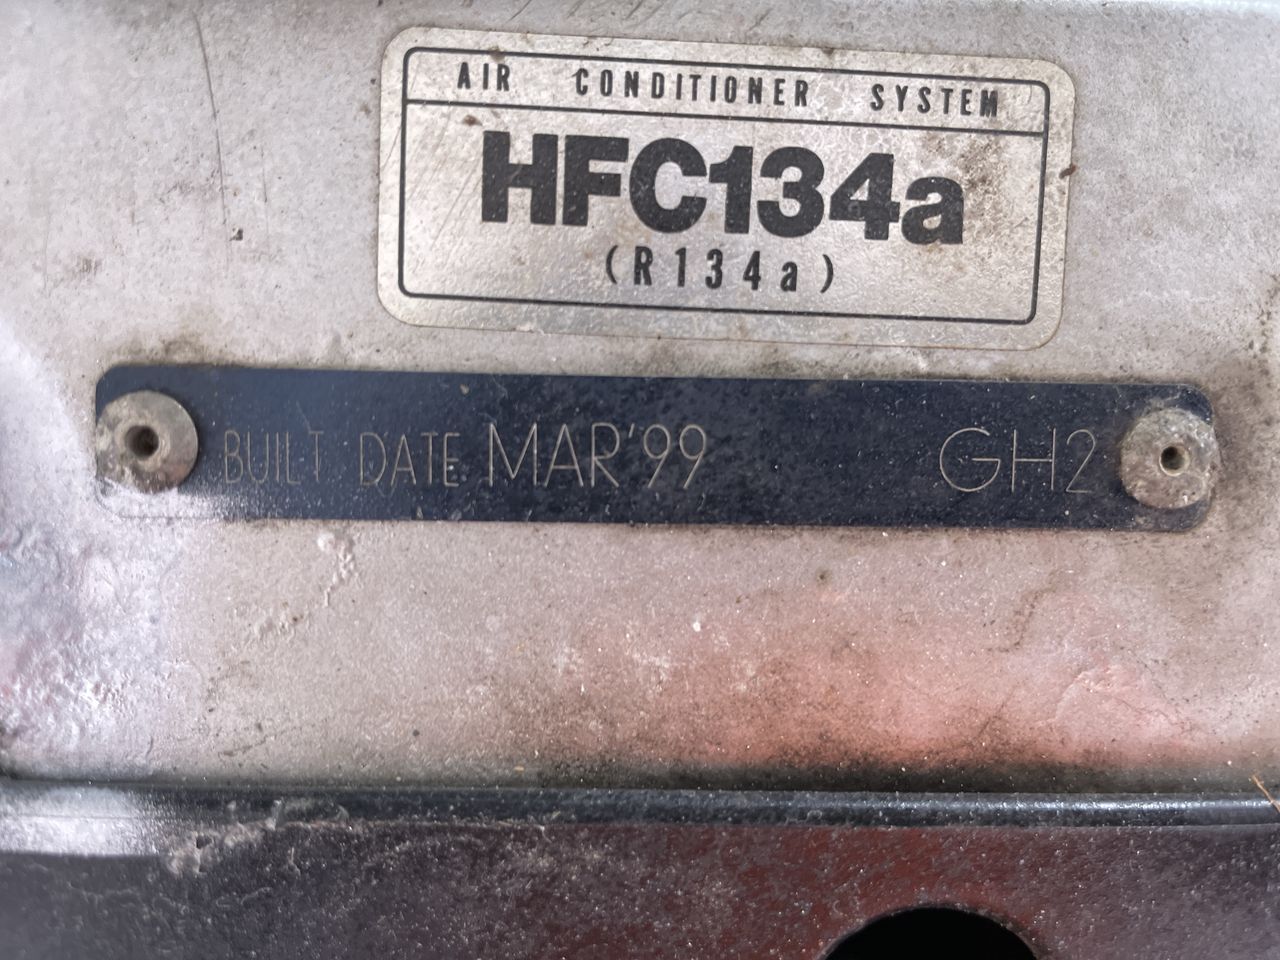 AIR CONDITIONER SYSTEM
HFC134a
(R134a)
BUILT DATE MAR'99 GH2